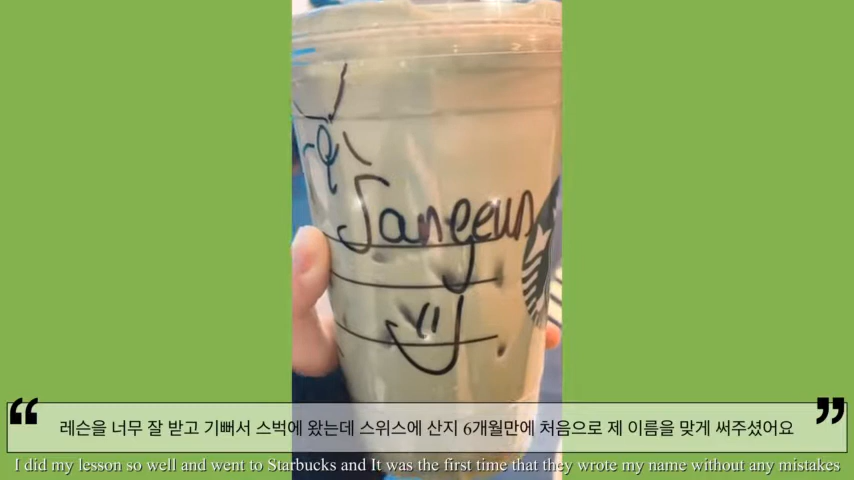 Sangeun
❝ 레슨을 너무 잘 받고 기뻐서 스벅에 왔는데 스위스에 산지 6개월만에 처음으로 제 이름을 맞게 써주셨어요 ❞
I did my lesson so well and went to Starbucks and It was the first time that they wrote my name without any mistakes